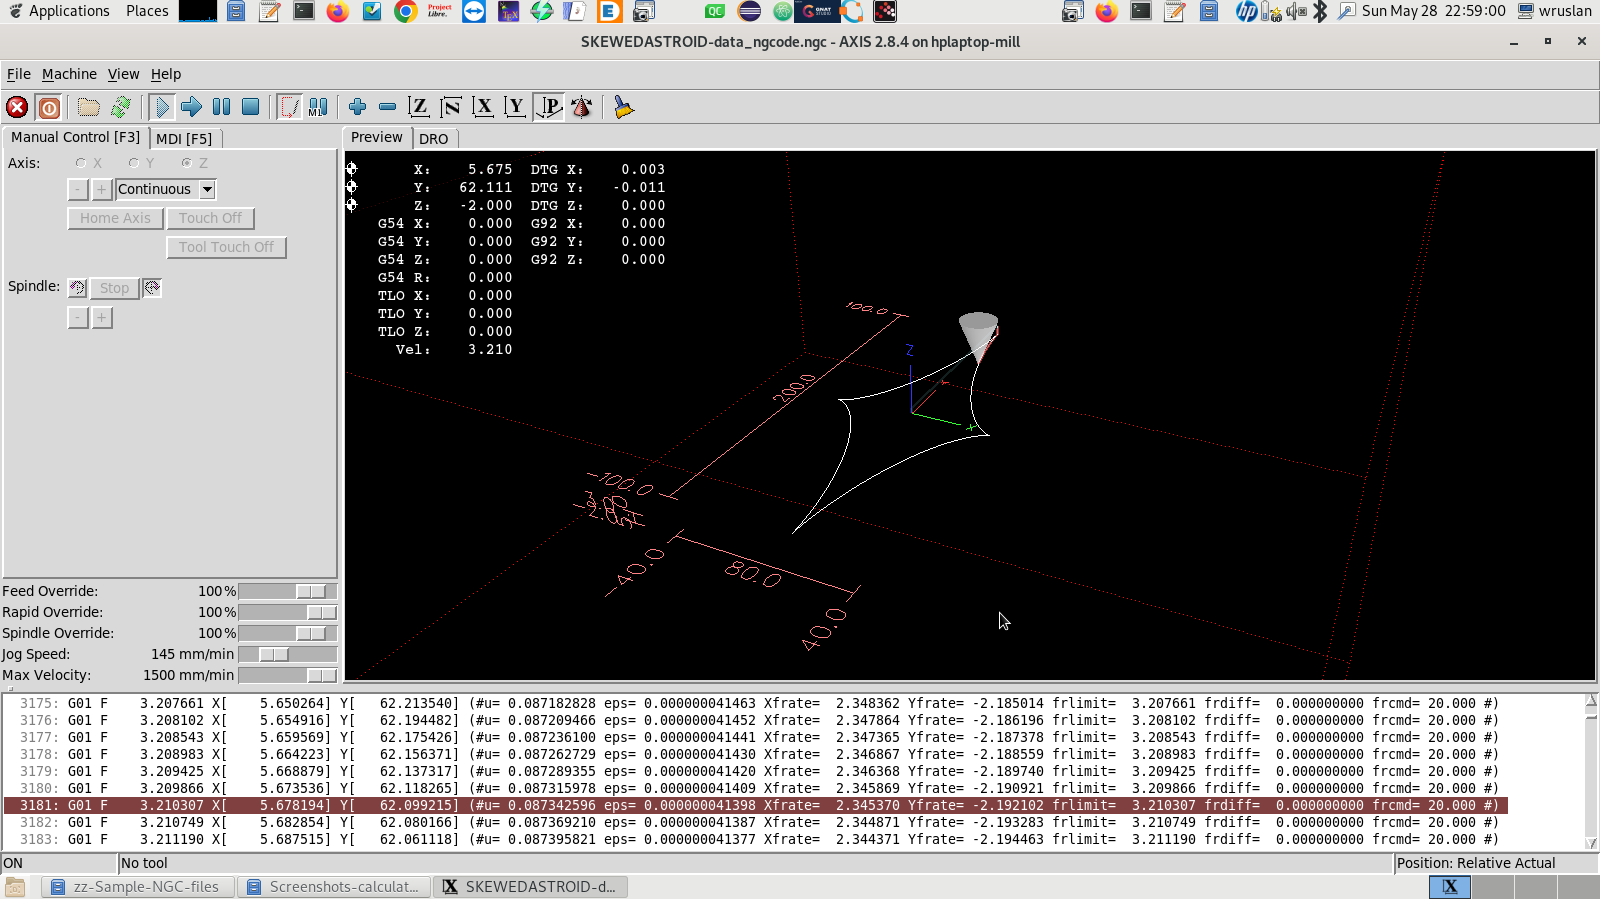 Applications Places Project Libre. TEX E QC GNAT STUDIO hp Sun May 28 22:59:00 wruslan
SKEWEDASTROID-data_ngcode.ngc - AXIS 2.8.4 on hplaptop-mill
File Machine View Help
M1 Z N X Y P
Manual Control [F3] MDI [F5] Preview DRO
Axis: X Y Z
- + Continuous
Home Axis Touch Off
Tool Touch Off
Spindle: Stop
- +
X: 5.675 DTG X: 0.003
Y: 62.111 DTG Y: -0.011
Z: -2.000 DTG Z: 0.000
G54 X: 0.000 G92 X: 0.000
G54 Y: 0.000 G92 Y: 0.000
G54 Z: 0.000 G92 Z: 0.000
G54 R: 0.000
TLO X: 0.000
TLO Y: 0.000
TLO Z: 0.000
Vel: 3.210
100.0
200.0
-100.0
Z
-40.0
80.0
40.0
Feed Override: 100 %
Rapid Override: 100 %
Spindle Override: 100 %
Jog Speed: 145 mm/min
Max Velocity: 1500 mm/min
3175: G01 F 3.207661 X[ 5.650264] Y[ 62.213540] (#u= 0.087182828 eps= 0.000000041463 Xfrate= 2.348362 Yfrate= -2.185014 frlimit= 3.207661 frdiff= 0.000000000 frcmd= 20.000 #)
3176: G01 F 3.208102 X[ 5.654916] Y[ 62.194482] (#u= 0.087209466 eps= 0.000000041452 Xfrate= 2.347864 Yfrate= -2.186196 frlimit= 3.208102 frdiff= 0.000000000 frcmd= 20.000 #)
3177: G01 F 3.208543 X[ 5.659569] Y[ 62.175426] (#u= 0.087236100 eps= 0.000000041441 Xfrate= 2.347365 Yfrate= -2.187378 frlimit= 3.208543 frdiff= 0.000000000 frcmd= 20.000 #)
3178: G01 F 3.208983 X[ 5.664223] Y[ 62.156371] (#u= 0.087262729 eps= 0.000000041430 Xfrate= 2.346867 Yfrate= -2.188559 frlimit= 3.208983 frdiff= 0.000000000 frcmd= 20.000 #)
3179: G01 F 3.209425 X[ 5.668879] Y[ 62.137317] (#u= 0.087289355 eps= 0.000000041420 Xfrate= 2.346368 Yfrate= -2.189740 frlimit= 3.209425 frdiff= 0.000000000 frcmd= 20.000 #)
3180: G01 F 3.209866 X[ 5.673536] Y[ 62.118265] (#u= 0.087315978 eps= 0.000000041409 Xfrate= 2.345869 Yfrate= -2.190921 frlimit= 3.209866 frdiff= 0.000000000 frcmd= 20.000 #)
3181: G01 F 3.210307 X[ 5.678194] Y[ 62.099215] (#u= 0.087342596 eps= 0.000000041398 Xfrate= 2.345370 Yfrate= -2.192102 frlimit= 3.210307 frdiff= 0.000000000 frcmd= 20.000 #)
3182: G01 F 3.210749 X[ 5.682854] Y[ 62.080166] (#u= 0.087369210 eps= 0.000000041387 Xfrate= 2.344871 Yfrate= -2.193283 frlimit= 3.210749 frdiff= 0.000000000 frcmd= 20.000 #)
3183: G01 F 3.211190 X[ 5.687515] Y[ 62.061118] (#u= 0.087395821 eps= 0.000000041377 Xfrate= 2.344371 Yfrate= -2.194463 frlimit= 3.211190 frdiff= 0.000000000 frcmd= 20.000 #)
ON No tool Position: Relative Actual
zz-Sample-NGC-files Screenshots-calculat... X SKEWEDASTROID-d... X